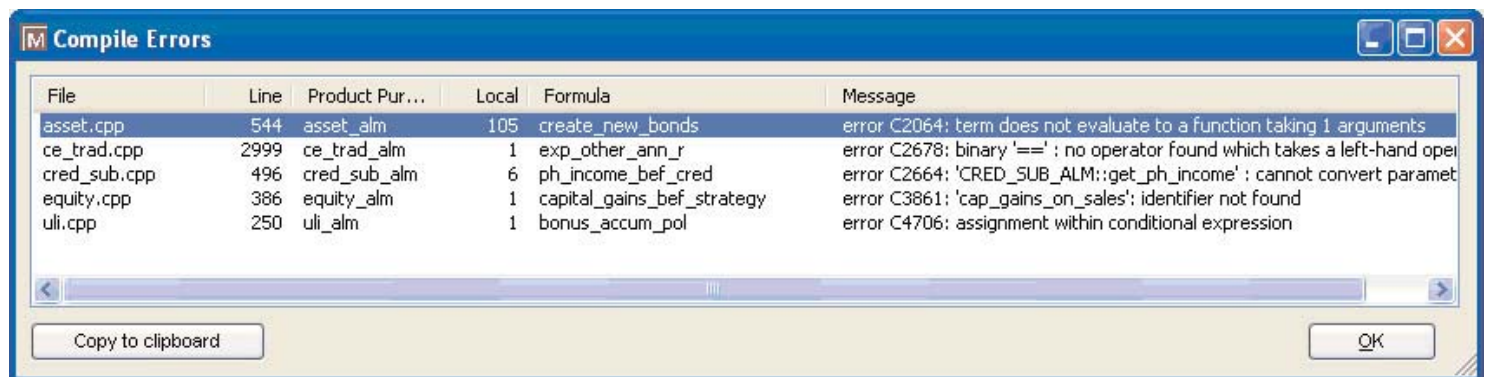 M Compile Errors
File Line Product Pur... Local Formula Message
asset.cpp 544 asset_alm 105 create_new_bonds error C2064: term does not evaluate to a function taking 1 arguments
ce_trad.cpp 2999 ce_trad_alm 1 exp_other_ann_r error C2678: binary '==' : no operator found which takes a left-hand oper
cred_sub.cpp 496 cred_sub_alm 6 ph_income_bef_cred error C2664: 'CRED_SUB_ALM::get_ph_income' : cannot convert paramet
equity.cpp 386 equity_alm 1 capital_gains_bef_strategy error C3861: 'cap_gains_on_sales': identifier not found
uli.cpp 250 uli_alm 1 bonus_accum_pol error C4706: assignment within conditional expression
Copy to clipboard OK